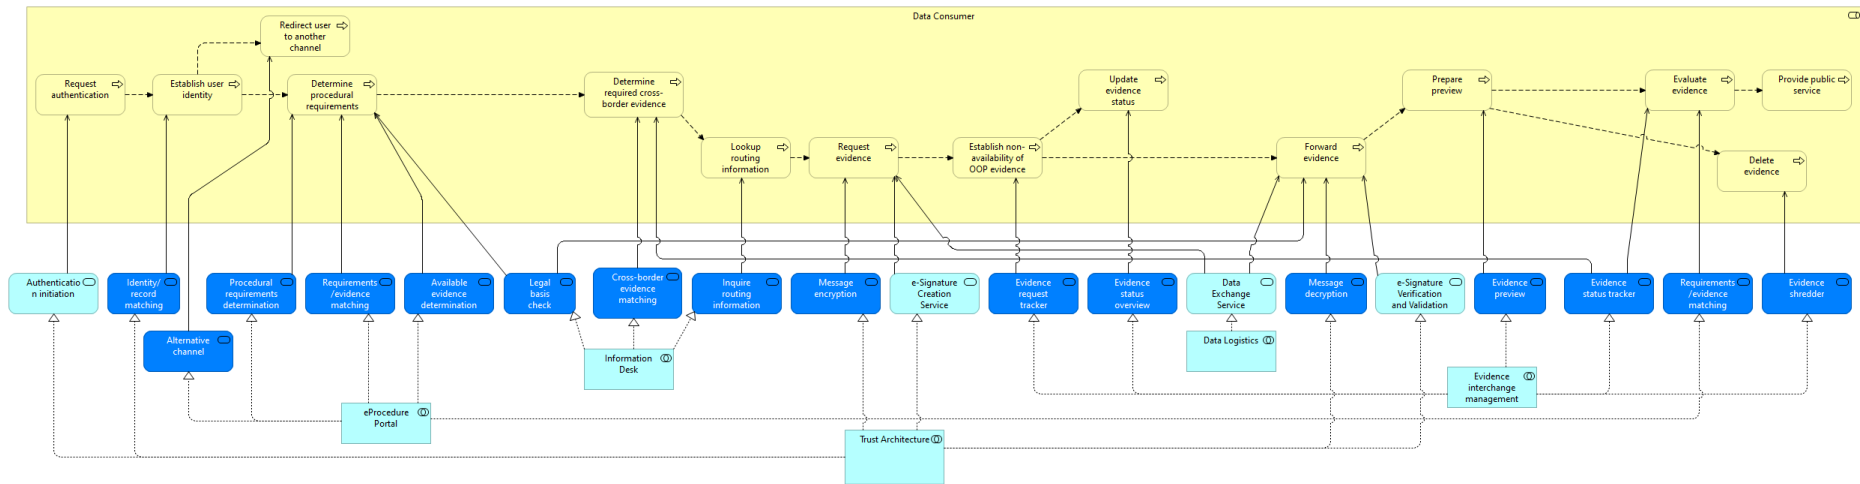 Data Consumer
Redirect user
to another
channel
Request
authentication
Establish user
identity
Determine
procedural
requirements
Determine
required cross-
border evidence
Update
evidence
status
Prepare
preview
Evaluate
evidence
Provide public
service
Lookup
routing
information
Request
evidence
Establish non-
availability of
OOP evidence
Forward
evidence
Delete
evidence
Authenticatio
n initiation
Identity/
record
matching
Procedural
requirements
determination
Requirements
/evidence
matching
Available
evidence
determination
Legal
basis
check
Cross-border
evidence
matching
Inquire
routing
information
Message
encryption
e-Signature
Creation
Service
Evidence
request
tracker
Evidence
status
overview
Data
Exchange
Service
Message
decryption
e-Signature
Verification
and Validation
Evidence
preview
Evidence
status tracker
Requirements
/evidence
matching
Evidence
shredder
Alternative
channel
Information
Desk
Data Logistics
Evidence
interchange
management
eProcedure
Portal
Trust Architecture